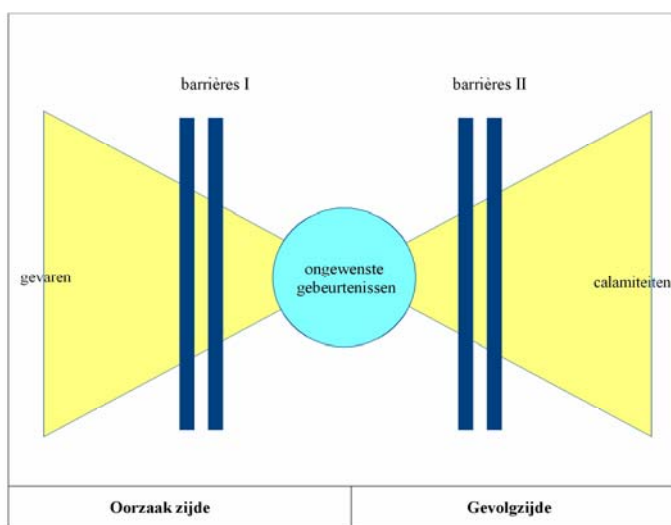 barrières I
barrières II
gevaren
ongewenste
gebeurtenissen
calamiteiten
Oorzaak zijde
Gevolgzijde